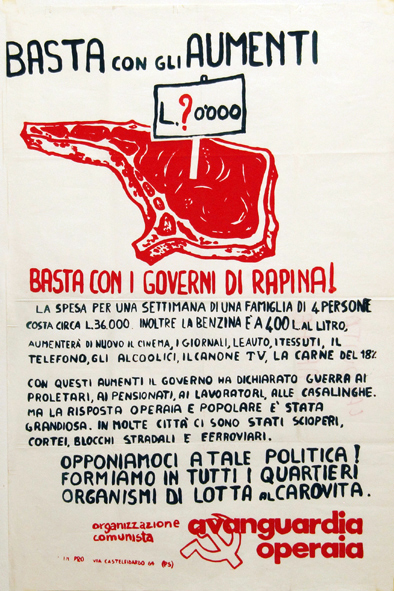 BASTA CON GLI AUMENTI
L.?0'000
BASTA CON I GOVERNI DI RAPINA!
LA SPESA PER UNA SETTIMANA DI UNA FAMIGLIA DI 4 PERSONE
COSTA CIRCA L.36.000. INOLTRE LA BENZINA E' A 400 L. AL LITRO,
AUMENTERÀ DI NUOVO IL CINEMA, I GIORNALI, LE AUTO, I TESSUTI, IL
TELEFONO, GLI ALCOOLICI, IL CANONE TV, LA CARNE DEL 18%
CON QUESTI AUMENTI IL GOVERNO HA DICHIARATO GUERRA AI
PROLETARI, AI PENSIONATI, AI LAVORATORI, ALLE CASALINGHE.
MA LA RISPOSTA OPERAIA E POPOLARE È STATA
GRANDIOSA. IN MOLTE CITTA' CI SONO STATI SCIOPERI,
CORTEI, BLOCCHI STRADALI E FERROVIARI.
OPPONIAMOCI A TALE POLITICA!
FORMIAMO IN TUTTI I QUARTIERI
ORGANISMI DI LOTTA AL CAROVITA.
organizzazione avanguardia
comunista operaia
VIA CASTELFIDARDO 64 (PS)